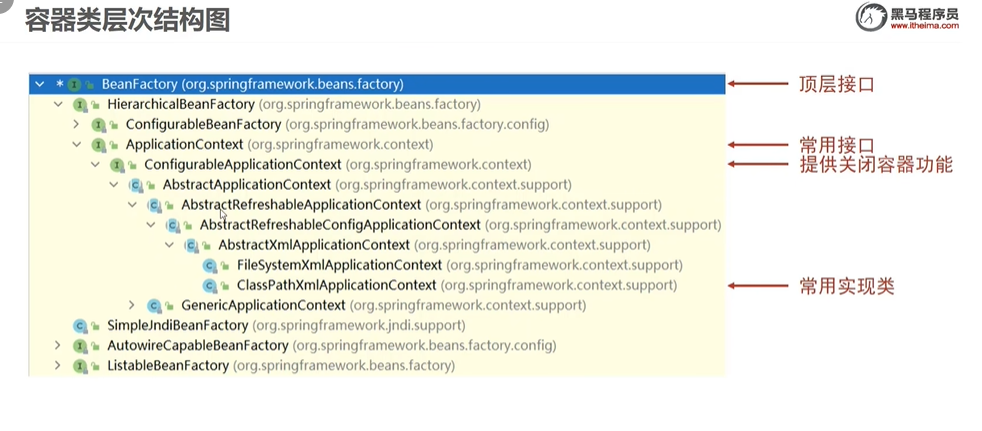 容器类层次结构图
黑马程序员
www.itheima.com
* BeanFactory (org.springframework.beans.factory)
顶层接口
HierarchicalBeanFactory (org.springframework.beans.factory)
ConfigurableBeanFactory (org.springframework.beans.factory.config)
ApplicationContext (org.springframework.context)
常用接口
ConfigurableApplicationContext (org.springframework.context)
提供关闭容器功能
AbstractApplicationContext (org.springframework.context.support)
AbstractRefreshableApplicationContext (org.springframework.context.support)
AbstractRefreshableConfigApplicationContext (org.springframework.context.support)
AbstractXmlApplicationContext (org.springframework.context.support)
FileSystemXmlApplicationContext (org.springframework.context.support)
ClassPathXmlApplicationContext (org.springframework.context.support)
常用实现类
GenericApplicationContext (org.springframework.context.support)
SimpleJndiBeanFactory (org.springframework.jndi.support)
AutowireCapableBeanFactory (org.springframework.beans.factory.config)
ListableBeanFactory (org.springframework.beans.factory)